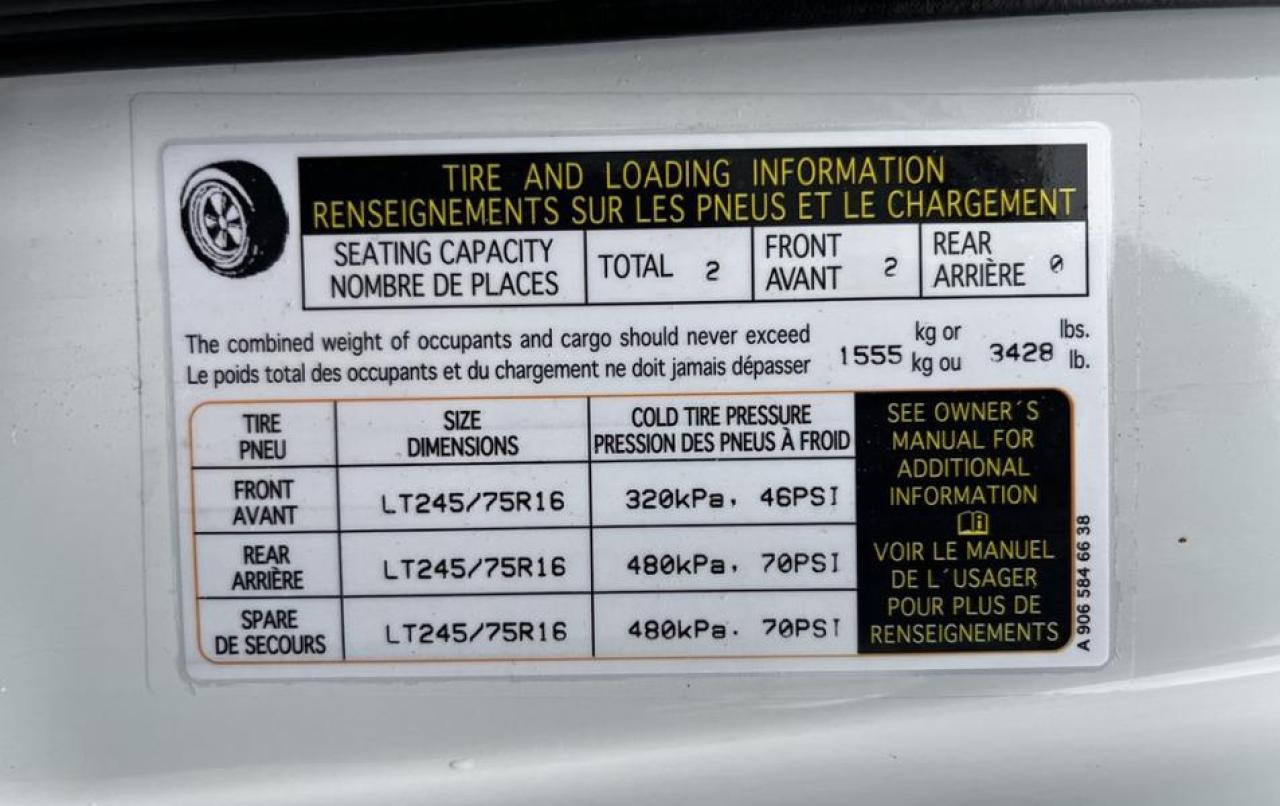 TIRE AND LOADING INFORMATION
RENSEIGNEMENTS SUR LES PNEUS ET LE CHARGEMENT
SEATING CAPACITY
NOMBRE DE PLACES
TOTAL 2
FRONT
AVANT 2
REAR
ARRIÈRE 0
The combined weight of occupants and cargo should never exceed
Le poids total des occupants et du chargement ne doit jamais dépasser
1555 kg or
kg ou
3428 lbs.
lb.
TIRE
PNEU
SIZE
DIMENSIONS
COLD TIRE PRESSURE
PRESSION DES PNEUS À FROID
FRONT
AVANT
LT245/75R16
320kPa, 46PSI
REAR
ARRIÈRE
LT245/75R16
480kPa, 70PSI
SPARE
DE SECOURS
LT245/75R16
480kPa. 70PSI
SEE OWNER´S
MANUAL FOR
ADDITIONAL
INFORMATION
VOIR LE MANUEL
DE L´USAGER
POUR PLUS DE
RENSEIGNEMENTS
A 906 584 66 38